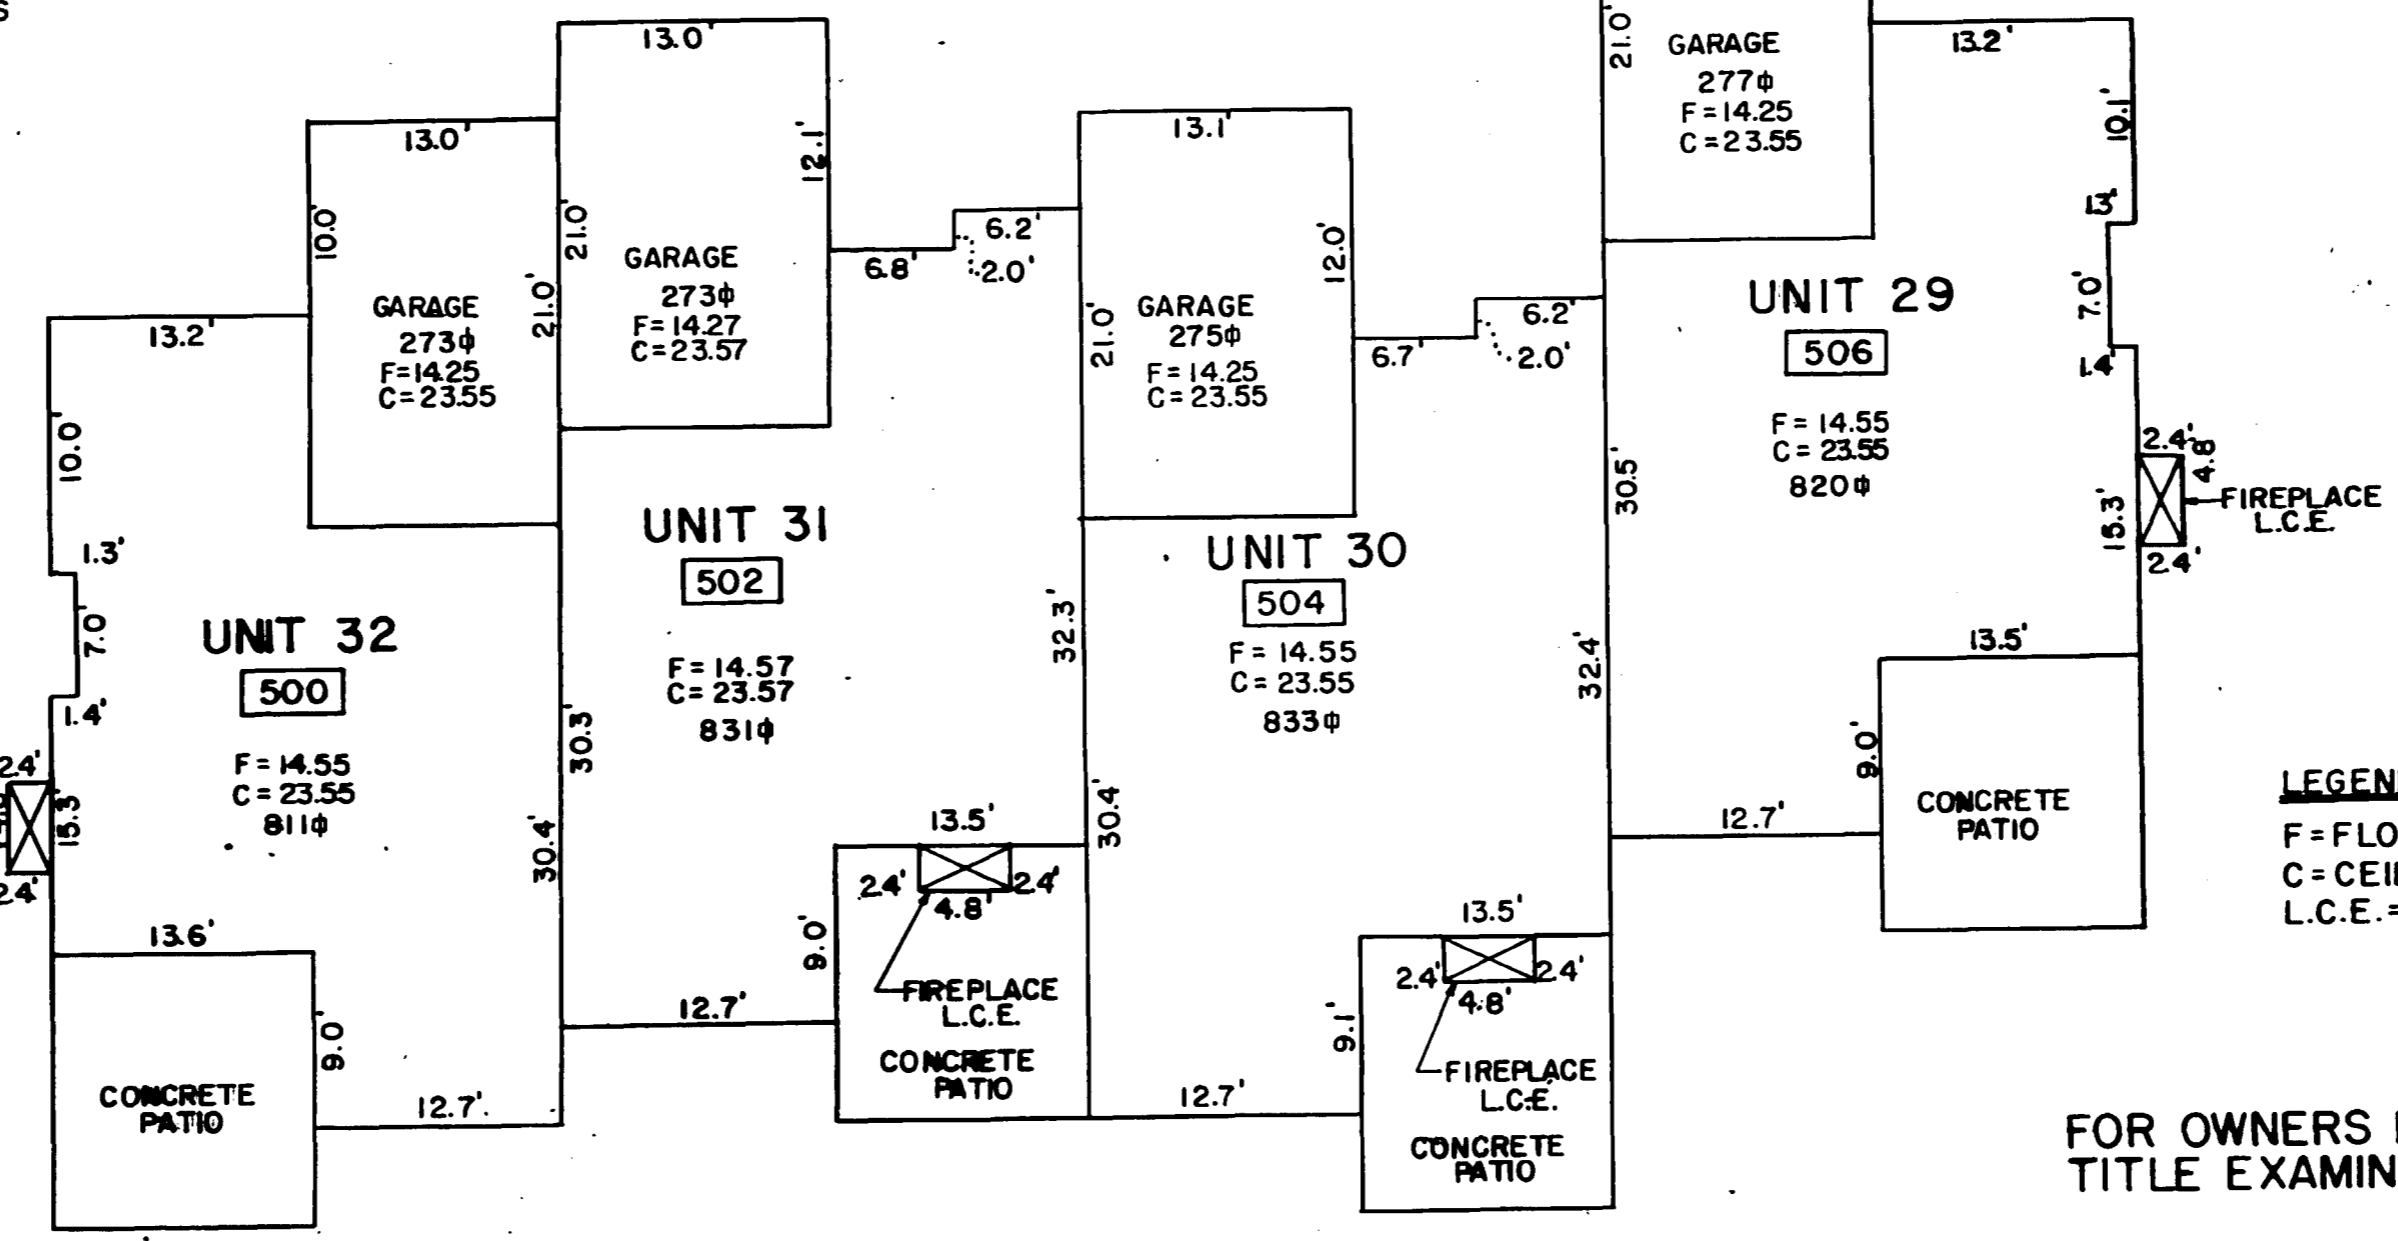 S
13.2'
13.0'
10.0'
21.0'
GARAGE
273⌽
F=14.25
C=23.55
10.0'
1.3'
7.0'
1.4'
UNIT 32
500
F=14.55
C=23.55
811⌽
2.4'
15.3'
2.4'
13.6'
9.0'
CONCRETE
PATIO
12.7'
30.4'
13.0'
12.1'
21.0'
GARAGE
273⌽
F=14.27
C=23.57
6.8'
6.2'
2.0'
UNIT 31
502
F=14.57
C=23.57
831⌽
30.3'
32.3'
13.5'
2.4'
2.4'
4.8'
9.0'
FIREPLACE
L.C.E.
CONCRETE
PATIO
12.7'
13.1'
12.0'
21.0'
GARAGE
275⌽
F=14.25
C=23.55
6.7'
6.2'
2.0'
UNIT 30
504
F=14.55
C=23.55
833⌽
30.4'
32.4'
13.5'
2.4'
2.4'
4.8'
9.1'
FIREPLACE
L.C.E.
CONCRETE
PATIO
12.7'
21.0'
GARAGE
277⌽
F=14.25
C=23.55
13.2'
10.1'
1.3'
7.0'
1.4'
UNIT 29
506
F=14.55
C=23.55
820⌽
30.5'
2.4'
4.8'
15.3'
2.4'
FIREPLACE
L.C.E.
13.5'
9.0'
CONCRETE
PATIO
12.7'
LEGEN
F=FLO
C=CEI
L.C.E.=
FOR OWNERS
TITLE EXAMIN